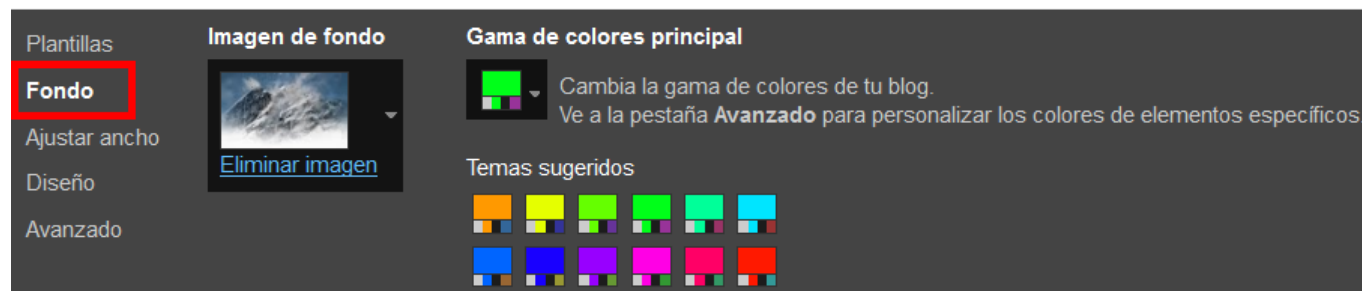 Plantillas
Fondo
Ajustar ancho
Diseño
Avanzado
Imagen de fondo
Eliminar imagen
Gama de colores principal
Cambia la gama de colores de tu blog.
Ve a la pestaña Avanzado para personalizar los colores de elementos específicos
Temas sugeridos